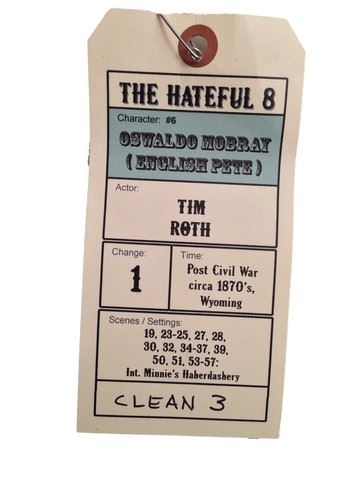 THE HATEFUL 8
Character: #6
OSWALDO MOBRAY
( ENGLISH PETE )
Actor:
TIM
ROTH
Change:
1
Time:
Post Civil War
circa 1870's,
Wyoming
Scenes / Settings:
19, 23-25, 27, 28,
30, 32, 34-37, 39,
50, 51, 53-57:
Int. Minnie's Haberdashery
CLEAN 3